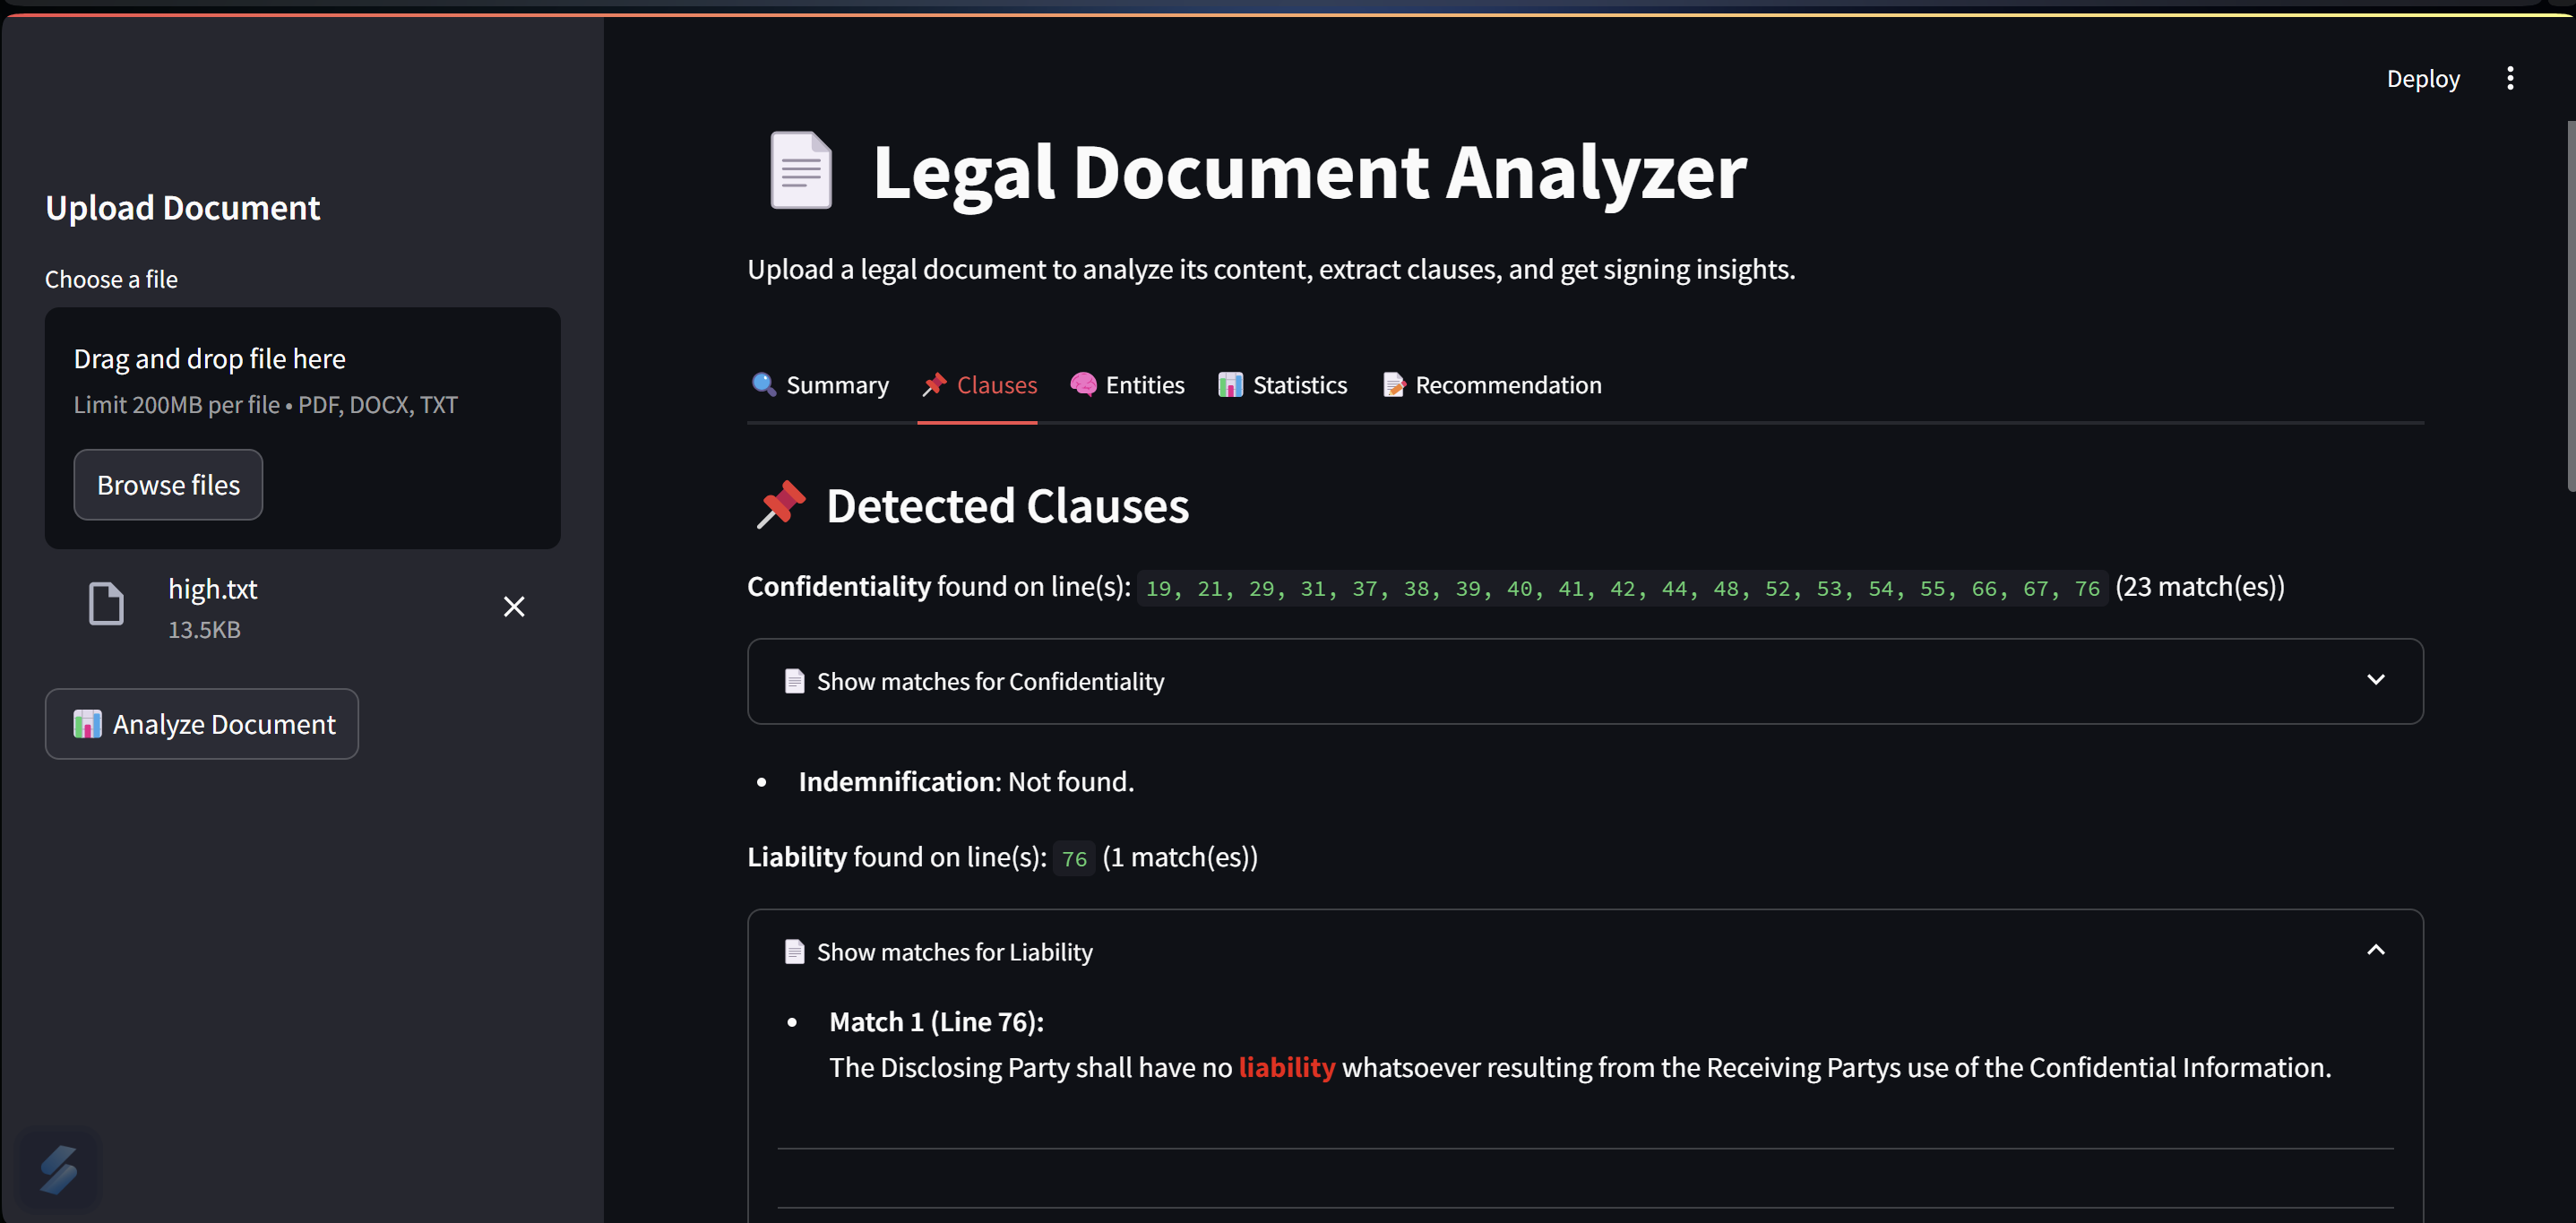 Deploy
Upload Document
Choose a file
Drag and drop file here
Limit 200MB per file • PDF, DOCX, TXT
Browse files
high.txt
13.5KB
Analyze Document
Legal Document Analyzer
Upload a legal document to analyze its content, extract clauses, and get signing insights.
Summary Clauses Entities Statistics Recommendation
Detected Clauses
Confidentiality found on line(s): 19, 21, 29, 31, 37, 38, 39, 40, 41, 42, 44, 48, 52, 53, 54, 55, 66, 67, 76 (23 match(es))
Show matches for Confidentiality
• Indemnification: Not found.
Liability found on line(s): 76 (1 match(es))
Show matches for Liability
• Match 1 (Line 76):
The Disclosing Party shall have no liability whatsoever resulting from the Receiving Partys use of the Confidential Information.